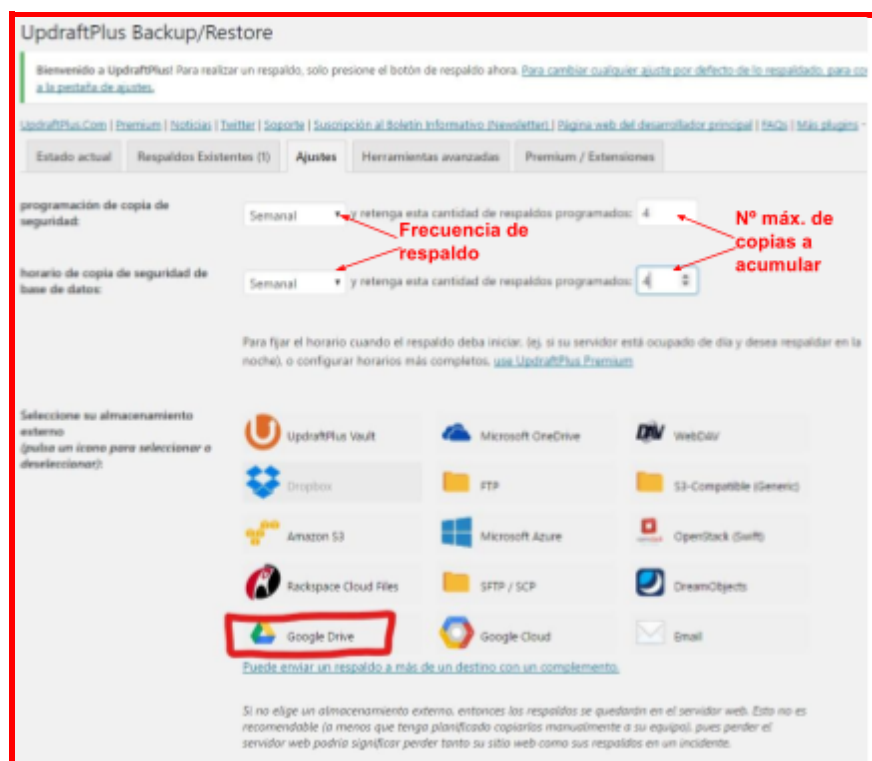 UpdraftPlus Backup/Restore
Bienvenido a UpdraftPlus! Para realizar un respaldo, solo presione el botón de respaldo ahora. Para cambiar cualquier ajuste por defecto de lo respaldado, para co
a la pestaña de ajustes.
UpdraftPlus.Com | Premium | Noticias | Twitter | Soporte | Suscripción al Boletín Informativo (Newsletter) | Página web del desarrollador principal | FAQs | Más plugins -
Estado actual Respaldos Existentes (1) Ajustes Herramientas avanzadas Premium / Extensiones
programación de copia de
seguridad:
Semanal y retenga esta cantidad de respaldos programados: 4
Frecuencia de
respaldo
Nº máx. de
copias a
acumular
horario de copia de seguridad de
base de datos:
Semanal y retenga esta cantidad de respaldos programados: 4
Para fijar el horario cuando el respaldo deba iniciar, (ej. si su servidor está ocupado de día y desea respaldar en la
noche), o configurar horarios más completos, use UpdraftPlus Premium
Seleccione su almacenamiento
externo
(pulsa un icono para seleccionar o
deseleccionar):
UpdraftPlus Vault Microsoft OneDrive DAV WebDAV
Dropbox FTP S3-Compatible (Generic)
Amazon S3 Microsoft Azure OpenStack (Swift)
Rackspace Cloud Files SFTP / SCP DreamObjects
Google Drive Google Cloud Email
Puede enviar un respaldo a más de un destino con un complemento.
Si no elige un almacenamiento externo, entonces los respaldos se quedarán en el servidor web. Esto no es
recomendable (a menos que tenga planificado copiarlos manualmente a su equipo), pues perder el
servidor web podría significar perder tanto su sitio web como sus respaldos en un incidente.